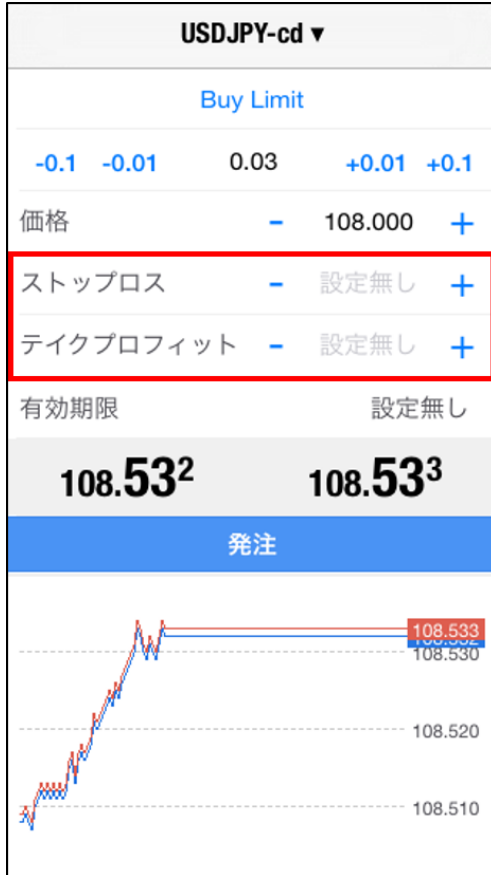 USDJPY-cd ▼
Buy Limit
-0.1 -0.01 0.03 +0.01 +0.1
価格 - 108.000 +
ストップロス - 設定無し +
テイクプロフィット - 設定無し +
有効期限 設定無し
108.532 108.533
発注
108.533
108.532
108.530
108.520
108.510